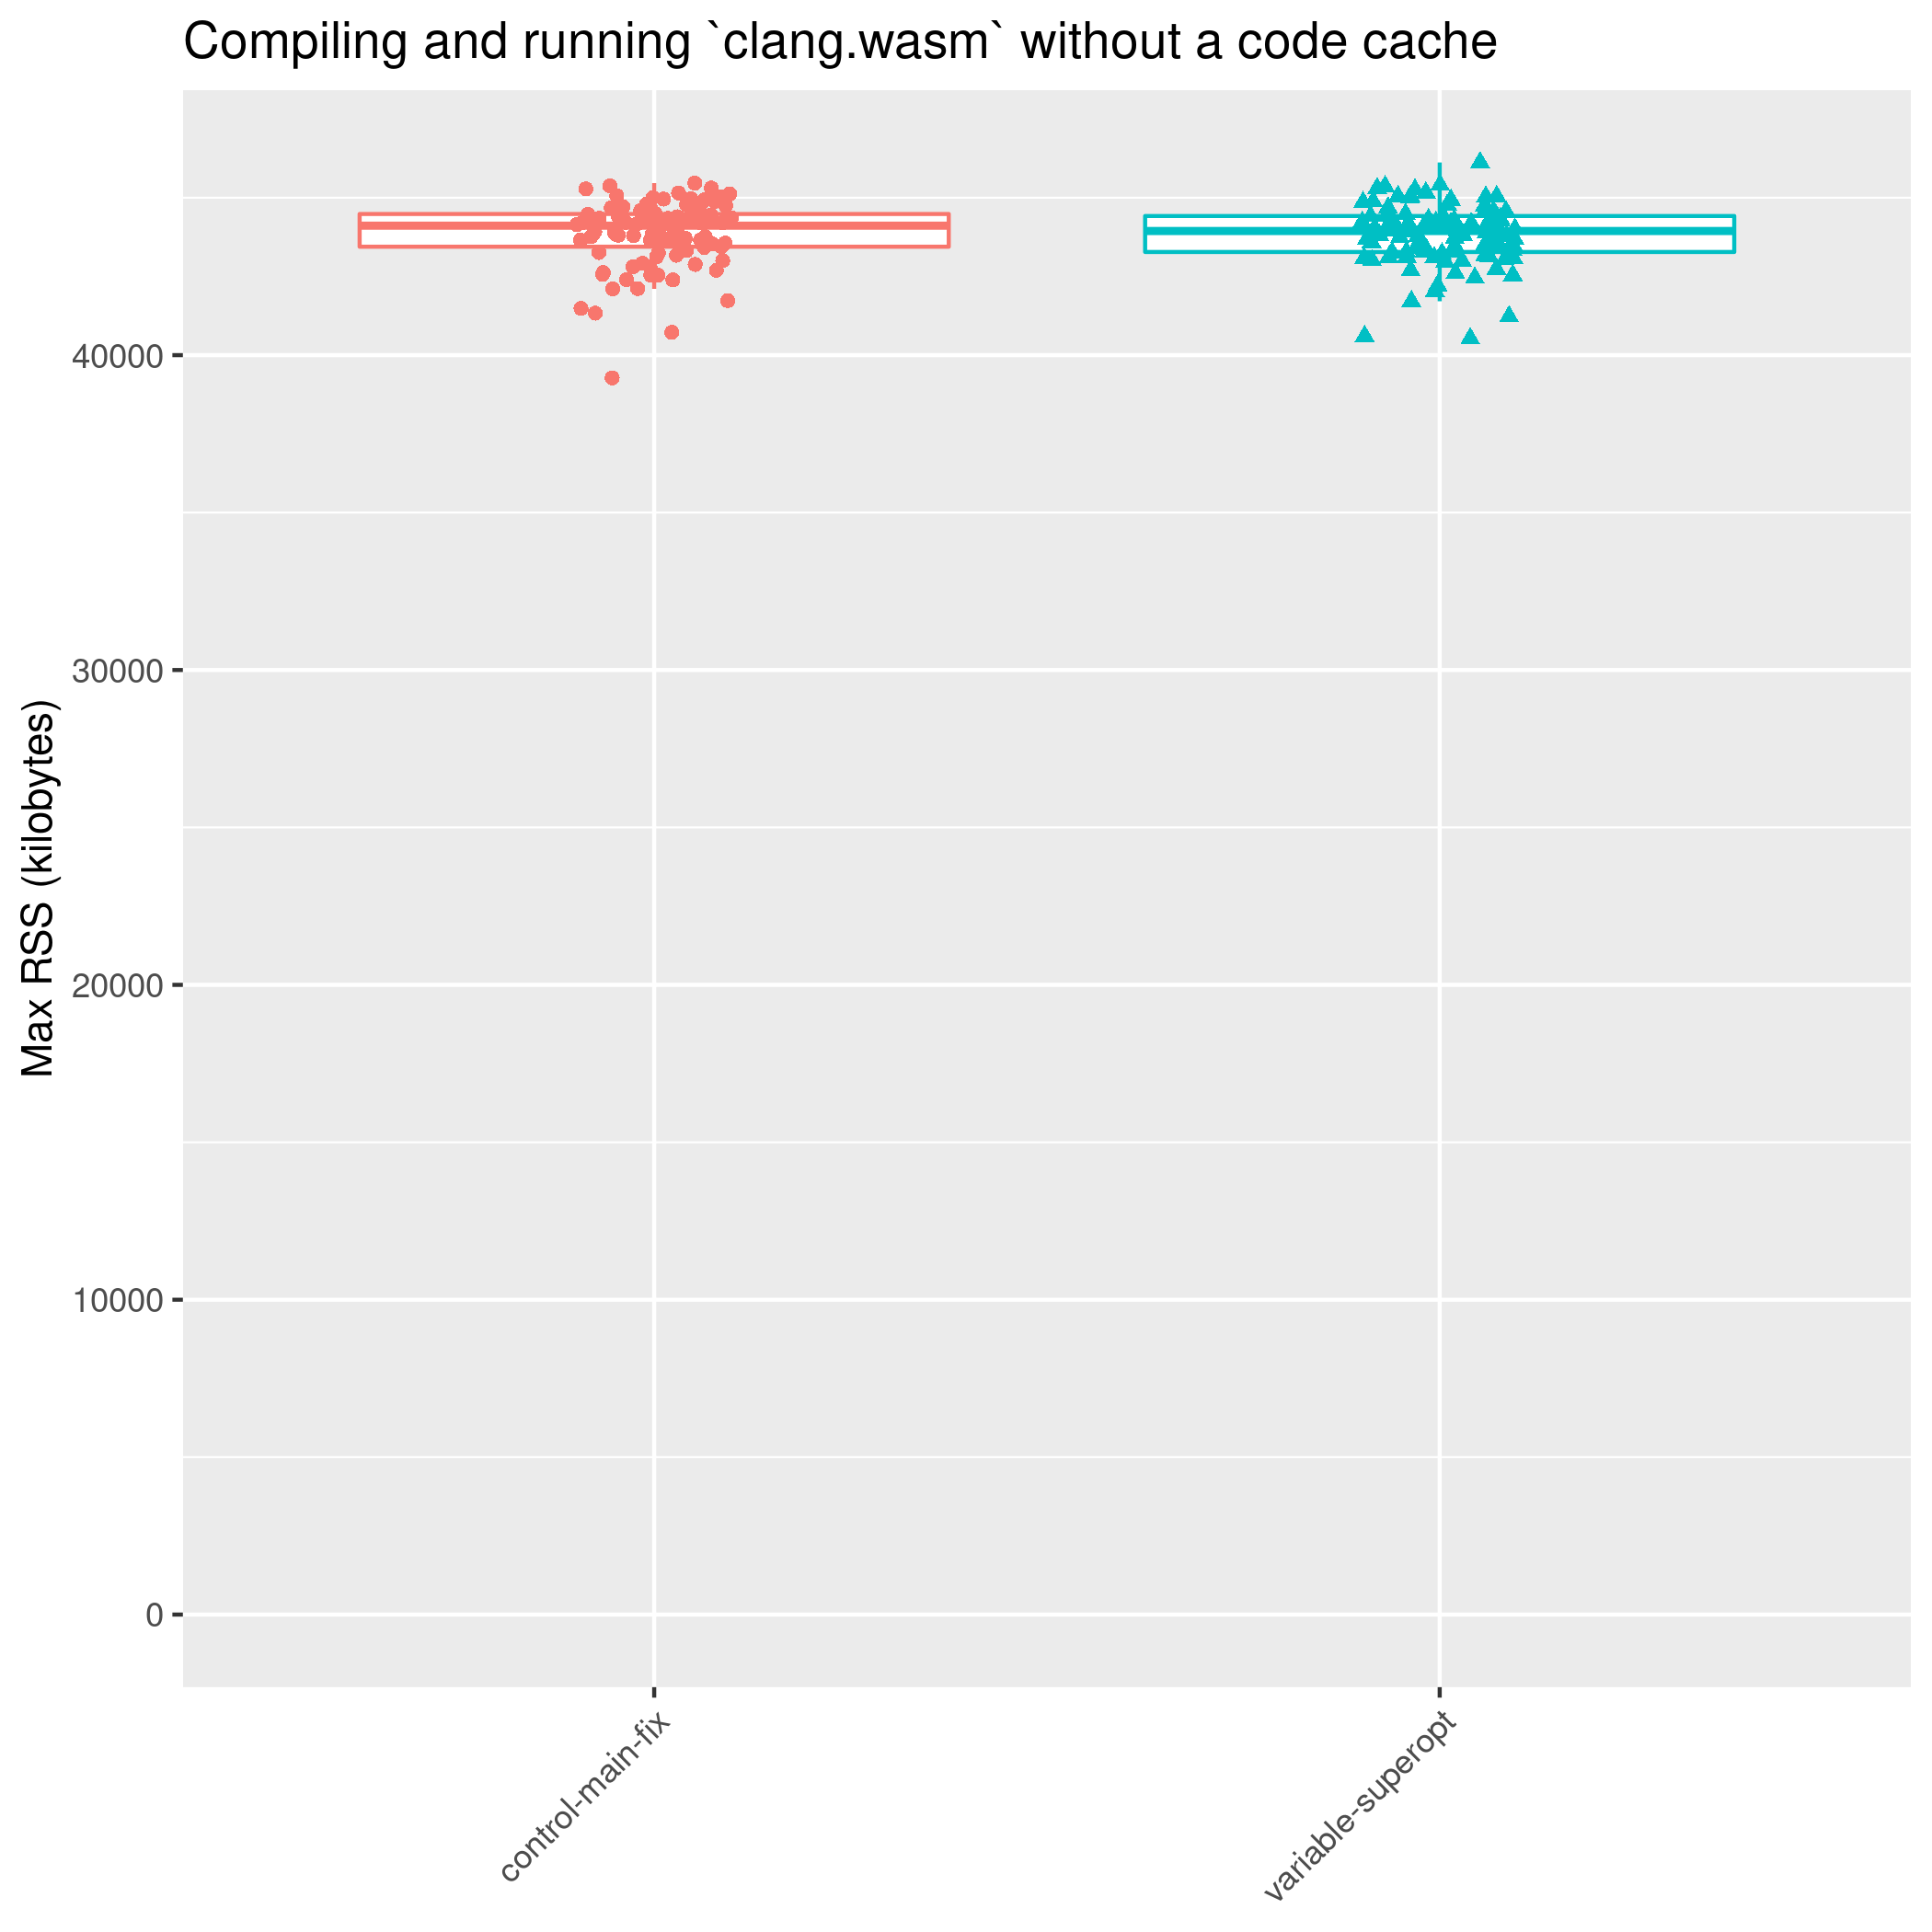 Compiling and running `clang.wasm` without a code cache
Max RSS (kilobytes)
40000
30000
20000
10000
0
control-main-fix
variable-superopt